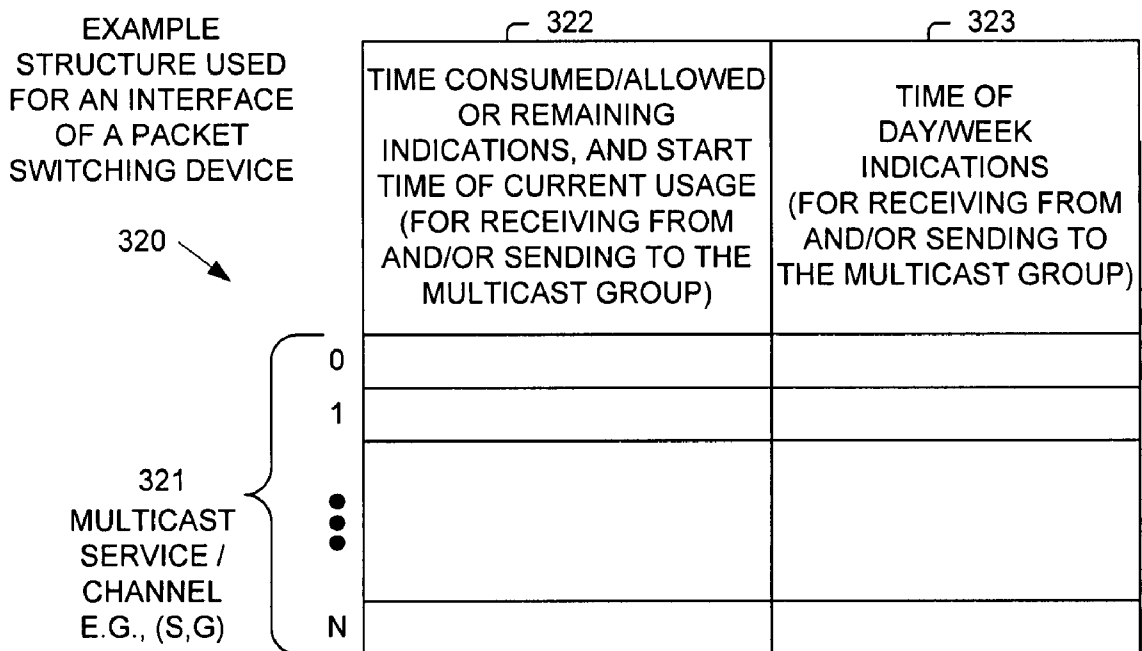 EXAMPLE
STRUCTURE USED
FOR AN INTERFACE
OF A PACKET
SWITCHING DEVICE
320
322
323
TIME CONSUMED/ALLOWED
OR REMAINING
INDICATIONS, AND START
TIME OF CURRENT USAGE
(FOR RECEIVING FROM
AND/OR SENDING TO THE
MULTICAST GROUP)
TIME OF
DAY/WEEK
INDICATIONS
(FOR RECEIVING FROM
AND/OR SENDING TO
THE MULTICAST GROUP)
0
1
N
321
MULTICAST
SERVICE /
CHANNEL
E.G., (S,G)